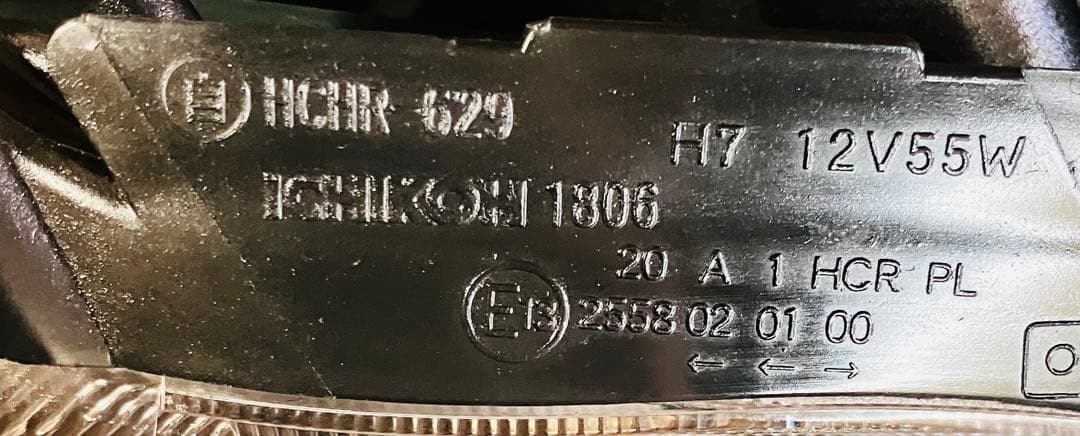 HCHR-629
H7 12V55W
ICHIKOH 1806
20 A 1 HCR PL
E13 2558 02 01 00
← ← →